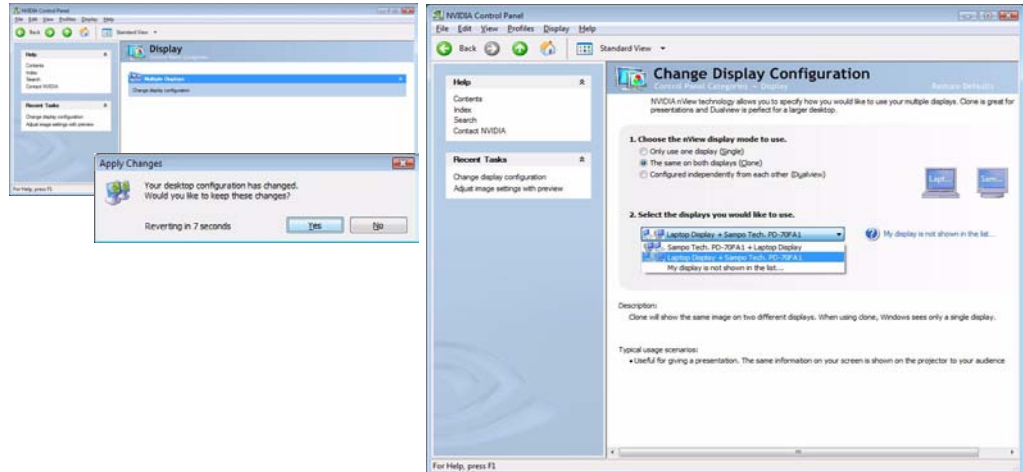 NVIDIA Control Panel
File Edit View Profiles Display Help
Back
Standard View
Help
Contents
Index
Search
Contact NVIDIA
Recent Tasks
Change display configuration
Adjust image settings with preview
For Help, press F1
Display
Control Panel Categories
Multiple Displays
Change display configuration
Apply Changes
Your desktop configuration has changed.
Would you like to keep these changes?
Reverting in 7 seconds
Yes
No
NVIDIA Control Panel
File Edit View Profiles Display Help
Back
Standard View
Help
Contents
Index
Search
Contact NVIDIA
Recent Tasks
Change display configuration
Adjust image settings with preview
Change Display Configuration
Control Panel Categories > Display
Restore Defaults
NVIDIA nView technology allows you to specify how you would like to use your multiple displays. Clone is great for
presentations and Dualview is perfect for a larger desktop.
1. Choose the nView display mode to use.
Only use one display (Single)
The same on both displays (Clone)
Configured independently from each other (Dualview)
Lapt... Sam...
2. Select the displays you would like to use.
Laptop Display + Sampo Tech. PD-70FA1
My display is not shown in the list...
Sampo Tech. PD-70FA1 + Laptop Display
Laptop Display + Sampo Tech. PD-70FA1
My display is not shown in the list...
Description:
Clone will show the same image on two different displays. When using clone, Windows sees only a single display.
Typical usage scenarios:
• Useful for giving a presentation. The same information on your screen is shown on the projector to your audience
For Help, press F1